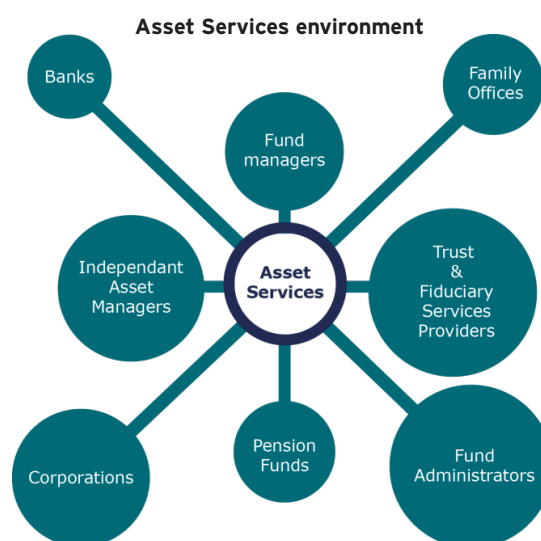 Asset Services environment
Banks
Family
Offices
Fund
managers
Independant
Asset
Managers
Asset
Services
Trust
&
Fiduciary
Services
Providers
Corporations
Pension
Funds
Fund
Administrators